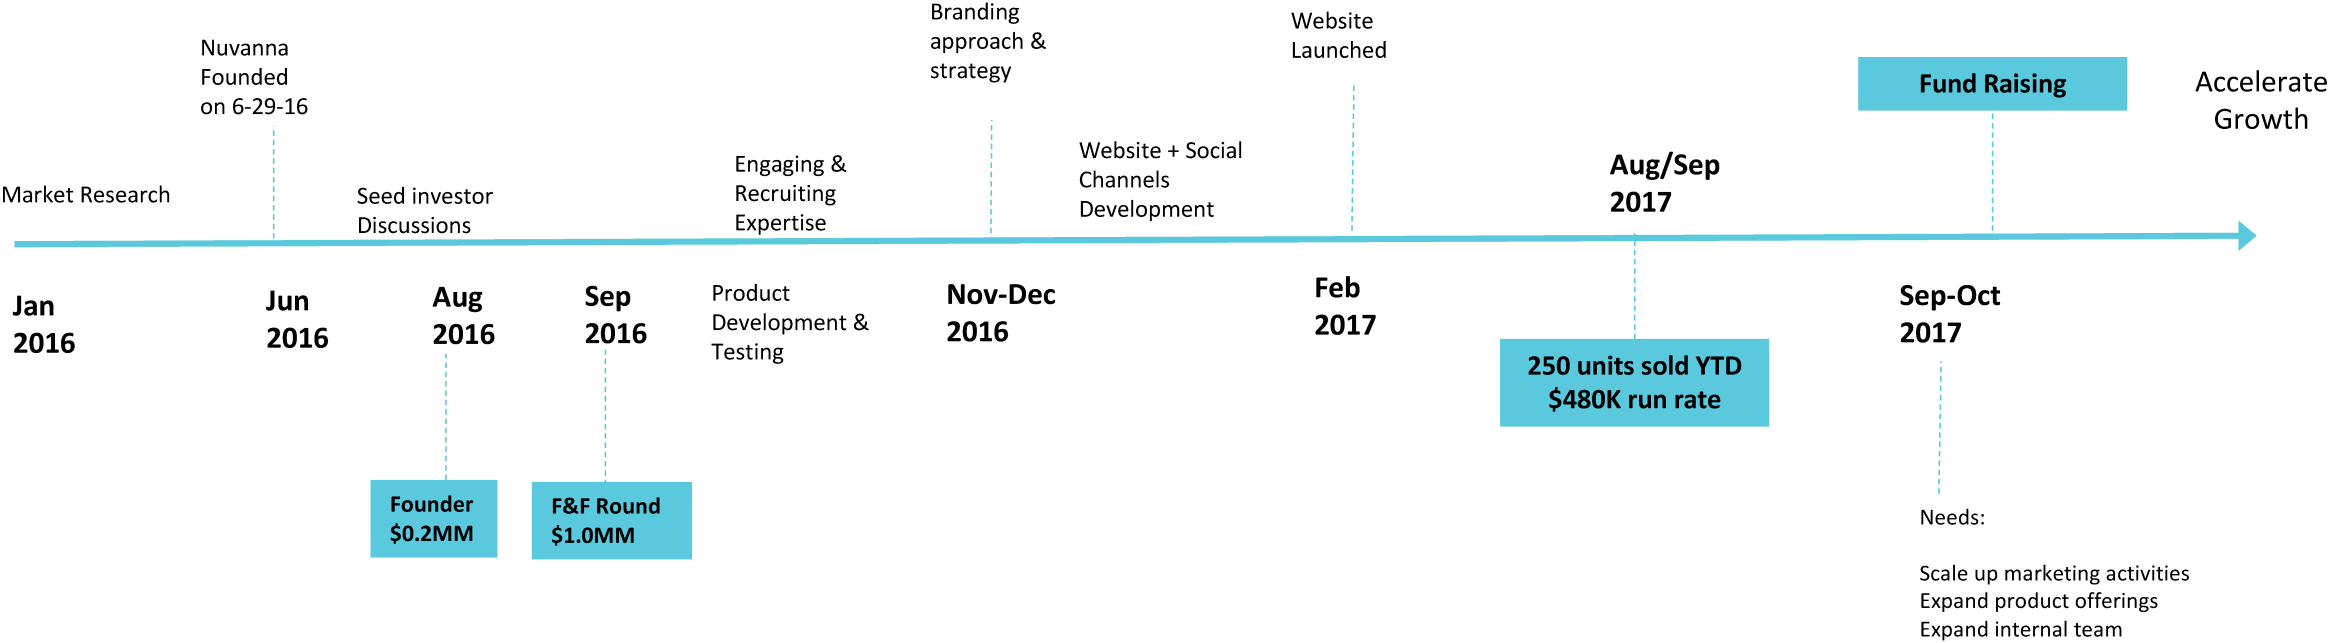 Market Research
Nuvanna
Founded
on 6-29-16
Seed investor
Discussions
Engaging &
Recruiting
Expertise
Branding
approach &
strategy
Website + Social
Channels
Development
Website
Launched
Aug/Sep
2017
Fund Raising
Accelerate
Growth
Jan
2016
Jun
2016
Aug
2016
Sep
2016
Product
Development &
Testing
Nov-Dec
2016
Feb
2017
250 units sold YTD
$480K run rate
Sep-Oct
2017
Founder
$0.2MM
F&F Round
$1.0MM
Needs:
Scale up marketing activities
Expand product offerings
Expand internal team